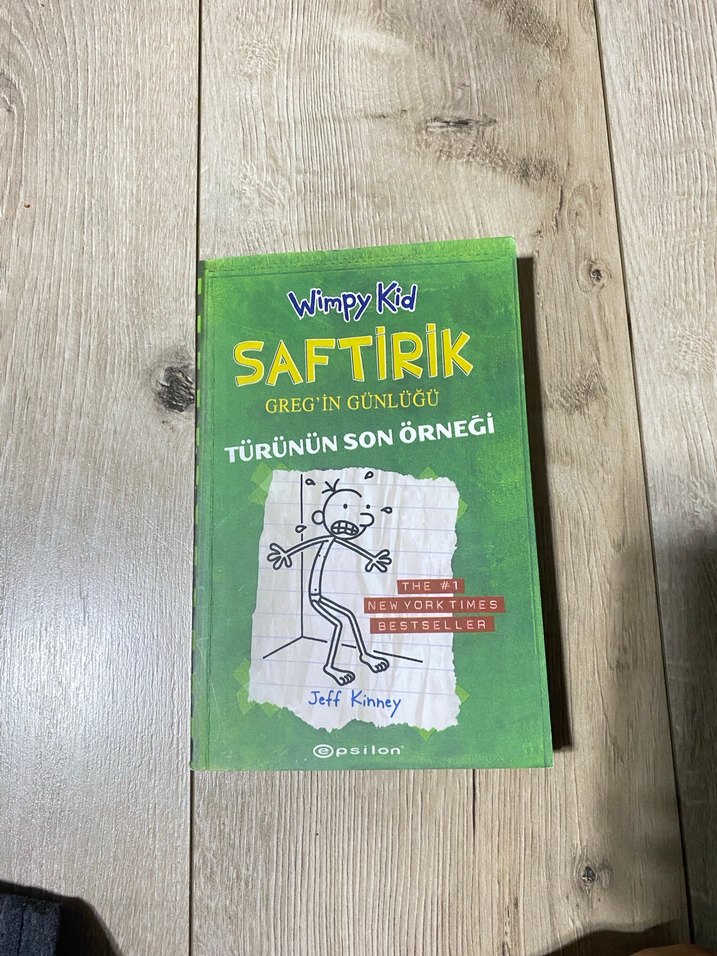 Wimpy Kid
SAFTİRİK
GREG'İN GÜNLÜĞÜ
TÜRÜNÜN SON ÖRNEĞİ
THE #1
NEW YORK TIMES
BESTSELLER
Jeff Kinney
epsilon